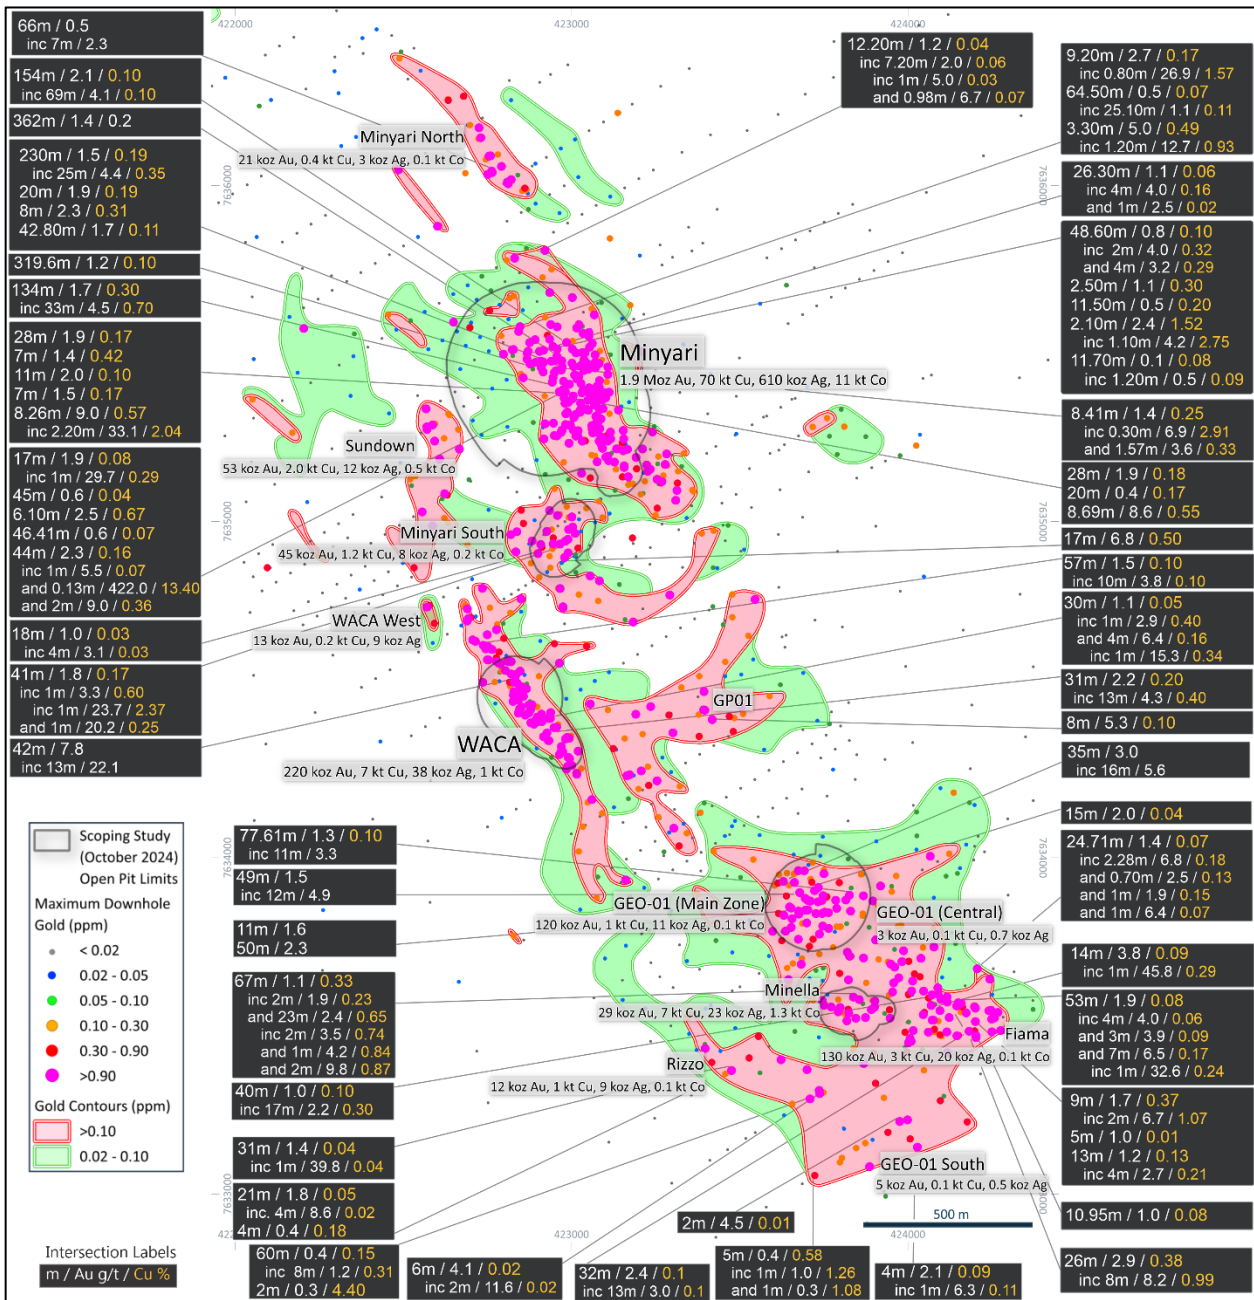 422000
423000
424000
66m / 0.5
inc 7m / 2.3
154m / 2.1 / 0.10
inc 69m / 4.1 / 0.10
362m / 1.4 / 0.2
230m / 1.5 / 0.19
inc 25m / 4.4 / 0.35
20m / 1.9 / 0.19
8m / 2.3 / 0.31
42.80m / 1.7 / 0.11
319.6m / 1.2 / 0.10
134m / 1.7 / 0.30
inc 33m / 4.5 / 0.70
28m / 1.9 / 0.17
7m / 1.4 / 0.42
11m / 2.0 / 0.10
7m / 1.5 / 0.17
8.26m / 9.0 / 0.57
inc 2.20m / 33.1 / 2.04
17m / 1.9 / 0.08
inc 1m / 29.7 / 0.29
45m / 0.6 / 0.04
6.10m / 2.5 / 0.67
46.41m / 0.6 / 0.07
44m / 2.3 / 0.16
inc 1m / 5.5 / 0.07
and 0.13m / 422.0 / 13.40
and 2m / 9.0 / 0.36
18m / 1.0 / 0.03
inc 4m / 3.1 / 0.03
41m / 1.8 / 0.17
inc 1m / 3.3 / 0.60
inc 1m / 23.7 / 2.37
and 1m / 20.2 / 0.25
42m / 7.8
inc 13m / 22.1
12.20m / 1.2 / 0.04
inc 7.20m / 2.0 / 0.06
inc 1m / 5.0 / 0.03
and 0.98m / 6.7 / 0.07
9.20m / 2.7 / 0.17
inc 0.80m / 26.9 / 1.57
64.50m / 0.5 / 0.07
inc 25.10m / 1.1 / 0.11
3.30m / 5.0 / 0.49
inc 1.20m / 12.7 / 0.93
26.30m / 1.1 / 0.06
inc 4m / 4.0 / 0.16
and 1m / 2.5 / 0.02
48.60m / 0.8 / 0.10
inc 2m / 4.0 / 0.32
and 4m / 3.2 / 0.29
2.50m / 1.1 / 0.30
11.50m / 0.5 / 0.20
2.10m / 2.4 / 1.52
inc 1.10m / 4.2 / 2.75
11.70m / 0.1 / 0.08
inc 1.20m / 0.5 / 0.09
8.41m / 1.4 / 0.25
inc 0.30m / 6.9 / 2.91
and 1.57m / 3.6 / 0.33
28m / 1.9 / 0.18
20m / 0.4 / 0.17
8.69m / 8.6 / 0.55
17m / 6.8 / 0.50
57m / 1.5 / 0.10
inc 10m / 3.8 / 0.10
30m / 1.1 / 0.05
inc 1m / 2.9 / 0.40
and 4m / 6.4 / 0.16
inc 1m / 15.3 / 0.34
31m / 2.2 / 0.20
inc 13m / 4.3 / 0.40
8m / 5.3 / 0.10
35m / 3.0
inc 16m / 5.6
15m / 2.0 / 0.04
24.71m / 1.4 / 0.07
inc 2.28m / 6.8 / 0.18
and 0.70m / 2.5 / 0.13
and 1m / 1.9 / 0.15
and 1m / 6.4 / 0.07
14m / 3.8 / 0.09
inc 1m / 45.8 / 0.29
53m / 1.9 / 0.08
inc 4m / 4.0 / 0.06
and 3m / 3.9 / 0.09
and 7m / 6.5 / 0.17
inc 1m / 32.6 / 0.24
9m / 1.7 / 0.37
inc 2m / 6.7 / 1.07
5m / 1.0 / 0.01
13m / 1.2 / 0.13
inc 4m / 2.7 / 0.21
10.95m / 1.0 / 0.08
26m / 2.9 / 0.38
inc 8m / 8.2 / 0.99
Minyari North
21 koz Au, 0.4 kt Cu, 3 koz Ag, 0.1 kt Co
7636000
7636000
Minyari
1.9 Moz Au, 70 kt Cu, 610 koz Ag, 11 kt Co
Sundown
53 koz Au, 2.0 kt Cu, 12 koz Ag, 0.5 kt Co
7635000
7635000
Minyari South
45 koz Au, 1.2 kt Cu, 8 koz Ag, 0.2 kt Co
WACA West
13 koz Au, 0.2 kt Cu, 9 koz Ag
GP01
WACA
220 koz Au, 7 kt Cu, 38 koz Ag, 1 kt Co
7634000
7634000
GEO-01 (Main Zone)
120 koz Au, 1 kt Cu, 11 koz Ag, 0.1 kt Co
GEO-01 (Central)
3 koz Au, 0.1 kt Cu, 0.7 koz Ag
Minella
29 koz Au, 7 kt Cu, 23 koz Ag, 1.3 kt Co
Fiama
130 koz Au, 3 kt Cu, 20 koz Ag, 0.1 kt Co
Rizzo
12 koz Au, 1 kt Cu, 9 koz Ag, 0.1 kt Co
GEO-01 South
5 koz Au, 0.1 kt Cu, 0.5 koz Ag
7633000
500 m
77.61m / 1.3 / 0.10
inc 11m / 3.3
49m / 1.5
inc 12m / 4.9
11m / 1.6
50m / 2.3
67m / 1.1 / 0.33
inc 2m / 1.9 / 0.23
and 23m / 2.4 / 0.65
inc 2m / 3.5 / 0.74
and 1m / 4.2 / 0.84
and 2m / 9.8 / 0.87
40m / 1.0 / 0.10
inc 17m / 2.2 / 0.30
31m / 1.4 / 0.04
inc 1m / 39.8 / 0.04
21m / 1.8 / 0.05
inc. 4m / 8.6 / 0.02
4m / 0.4 / 0.18
60m / 0.4 / 0.15
inc 8m / 1.2 / 0.31
2m / 0.3 / 4.40
6m / 4.1 / 0.02
inc 2m / 11.6 / 0.02
32m / 2.4 / 0.1
inc 13m / 3.0 / 0.1
2m / 4.5 / 0.01
5m / 0.4 / 0.58
inc 1m / 1.0 / 1.26
and 1m / 0.3 / 1.08
4m / 2.1 / 0.09
inc 1m / 6.3 / 0.11
423000
424000
Scoping Study
(October 2024)
Open Pit Limits
Maximum Downhole
Gold (ppm)
< 0.02
0.02 - 0.05
0.05 - 0.10
0.10 - 0.30
0.30 - 0.90
>0.90
Gold Contours (ppm)
>0.10
0.02 - 0.10
Intersection Labels
m / Au g/t / Cu %